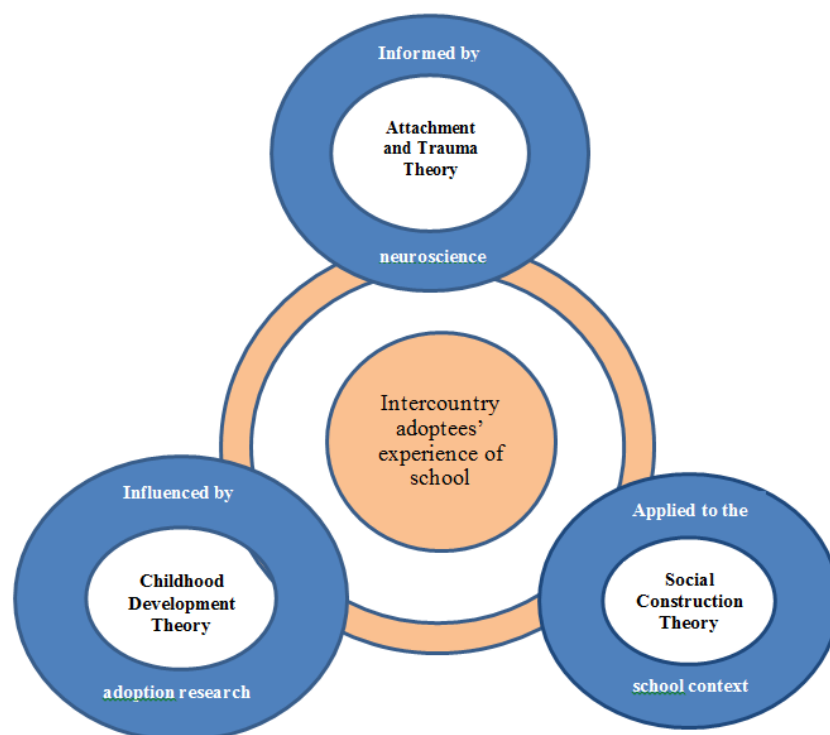 Informed by
Attachment
and Trauma
Theory
neuroscience
Intercountry
adoptees’
experience of
school
Influenced by
Childhood
Development
Theory
adoption research
Applied to the
Social
Construction
Theory
school context